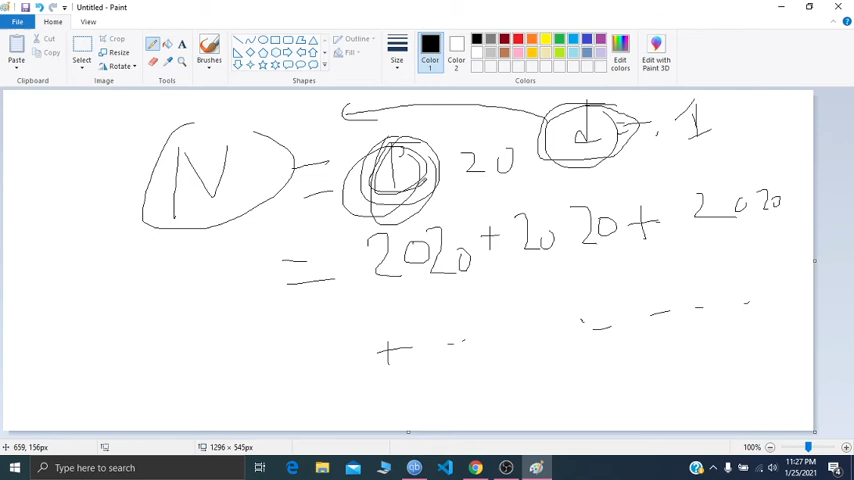 Untitled - Paint
File Home View
Paste
Cut
Copy
Select
Crop
Resize
Rotate
A
Brushes
Outline
Fill
Size
Color 1
Color 2
Edit colors
Edit with Paint 3D
Clipboard Image Tools Shapes Colors
N = 20 1
= 2020 + 2020 + 2020
+
659, 156px 1296 × 545px 100%
Type here to search
11:27 PM
1/25/2021
4